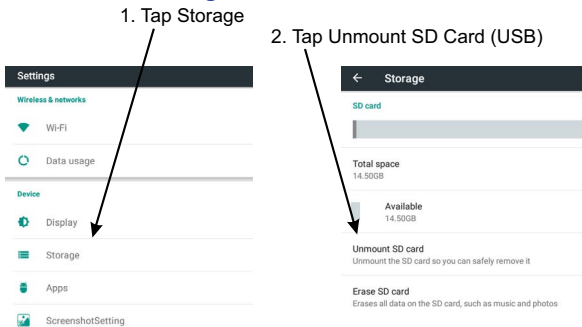 1. Tap Storage
2. Tap Unmount SD Card (USB)
Settings
Wireless & networks
Wi-Fi
Data usage
Device
Display
Storage
Apps
ScreenshotSetting
Storage
SD card
Total space
14.50GB
Available
14.50GB
Unmount SD card
Unmount the SD card so you can safely remove it
Erase SD card
Erases all data on the SD card, such as music and photos